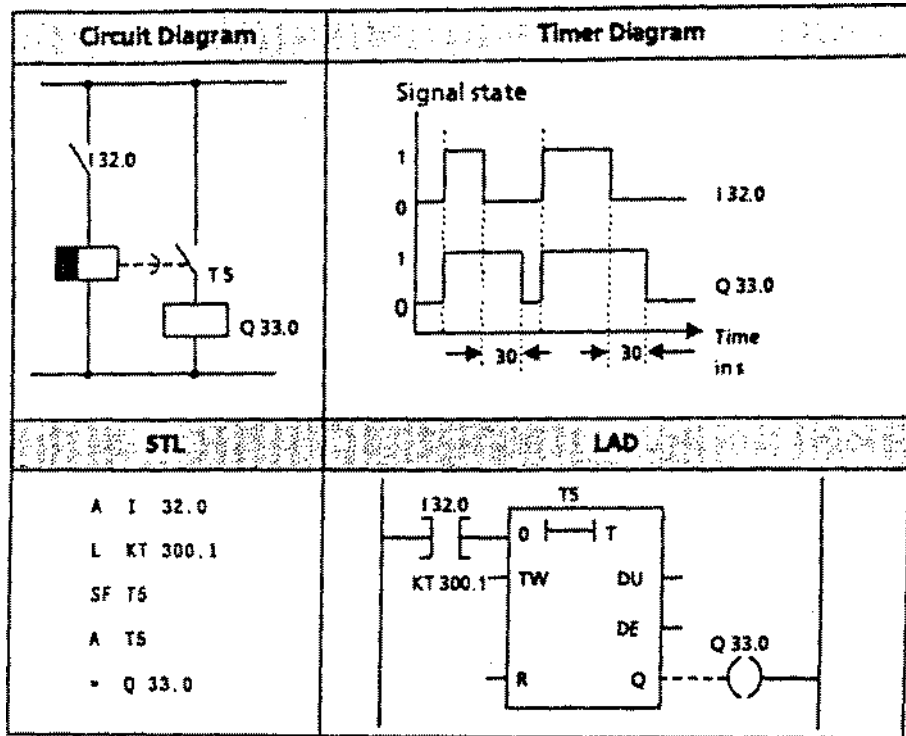 Circuit Diagram
Timer Diagram
I 32.0
T 5
Q 33.0
Signal state
1
0
I 32.0
1
0
Q 33.0
30
30
Time
in s
STL
LAD
A I 32.0
L KT 300.1
SF T5
A T5
= Q 33.0
I 32.0
T5
0 T
KT 300.1
TW
DU
DE
Q 33.0
R
Q